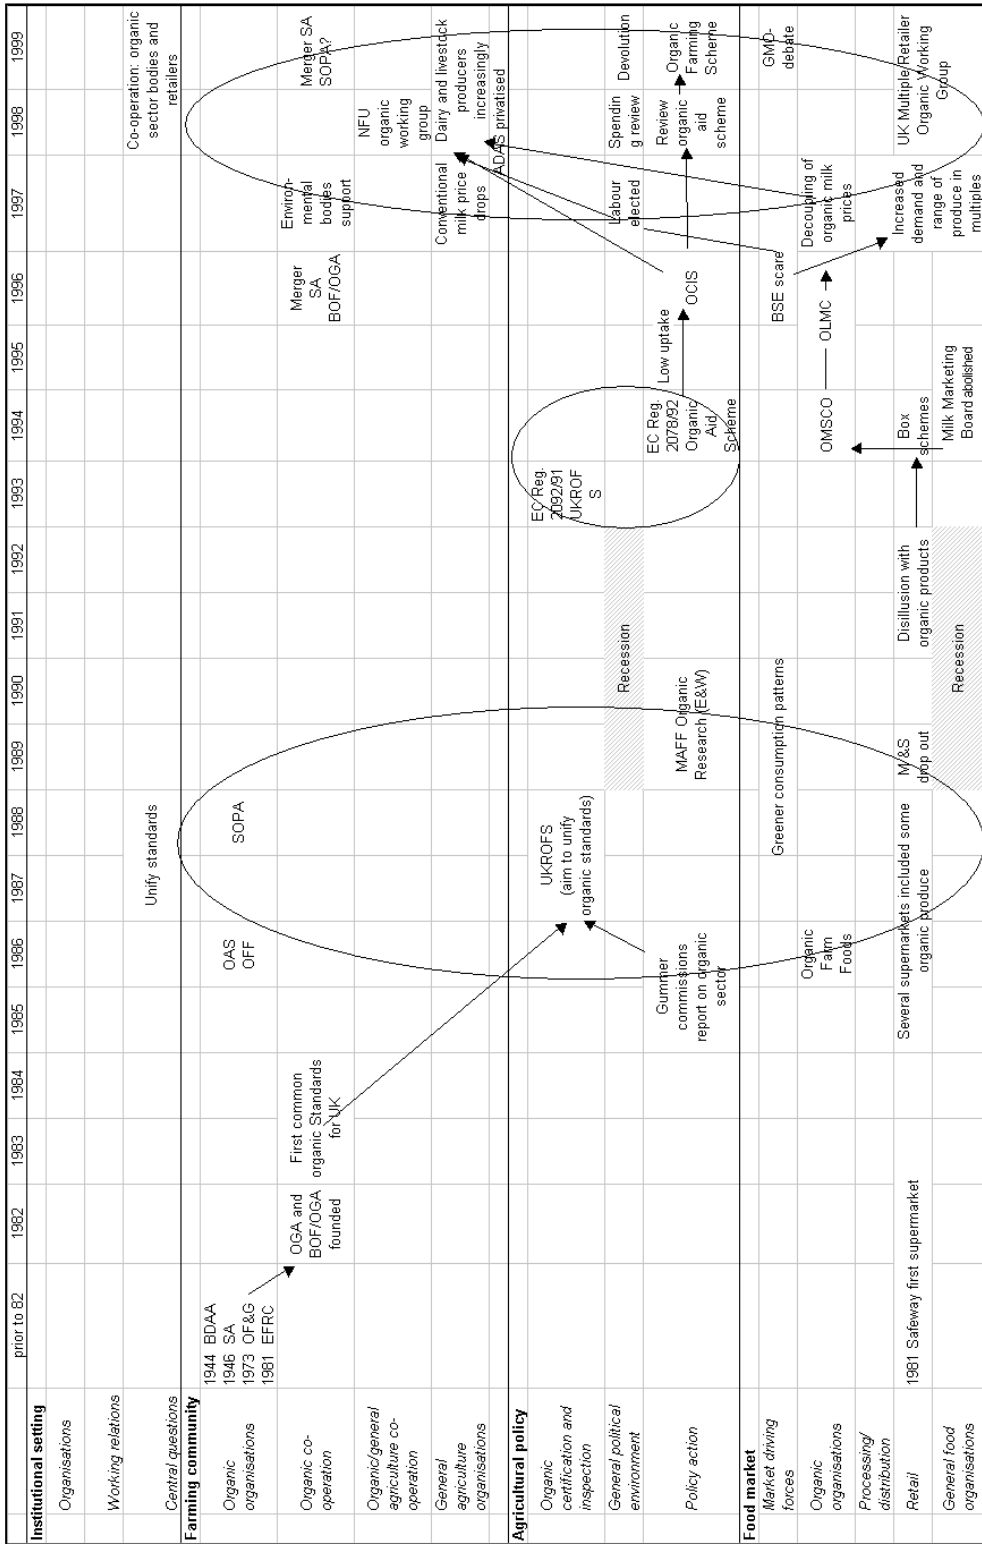 prior to 82
1982
1983
1984
1985
1986
1987
1988
1989
1990
1991
1992
1993
1994
1995
1996
1997
1998
1999
Institutional setting
Organisations
Working relations
Central questions
Unify standards
Co-operation: organic
sector bodies and
retailers
Farming community
Organic
organisations
1944 BDAA
1946 SA
1973 OF&G
1981 EFRC
OAS
OFF
SOPA
Organic co-
operation
OGA and
BOF/OGA
founded
First common
organic Standards
for UK
Merger
SA
BOF/OGA
Environ-
mental
bodies
support
Merger SA
SOPA?
Organic/general
agriculture co-
operation
NFU
organic
working
group
General
agriculture
organisations
Conventional
milk price
drops
Dairy and livestock
producers
increasingly
ADAS privatised
Agricultural policy
Organic
certification and
inspection
UKROFS
(aim to unify
organic standards)
EC Reg.
2092/91
UKROF
S
General political
environment
Recession
Labour
elected
Spendin
g review
Devolution
Policy action
Gummer
commissions
report on organic
sector
MAFF Organic
Research (E&W)
EC Reg.
2078/92
Organic
Aid
Scheme
Low uptake
OCIS
Review
organic
aid
scheme
Organic
Farming
Scheme
Food market
Market driving
forces
Greener consumption patterns
BSE scare
GMO-
debate
Organic
organisations
Organic
Farm
Foods
OMSCO
OLMC
Decoupling of
organic milk
prices
Processing/
distribution
Retail
1981 Safeway first supermarket
Several supermarkets included some
organic produce
M&S
drop out
Disillusion with
organic products
Box
schemes
Increased
demand and
range of
produce in
multiples
UK Multiple/Retailer
Organic Working
Group
General food
organisations
Recession
Milk Marketing
Board abolished